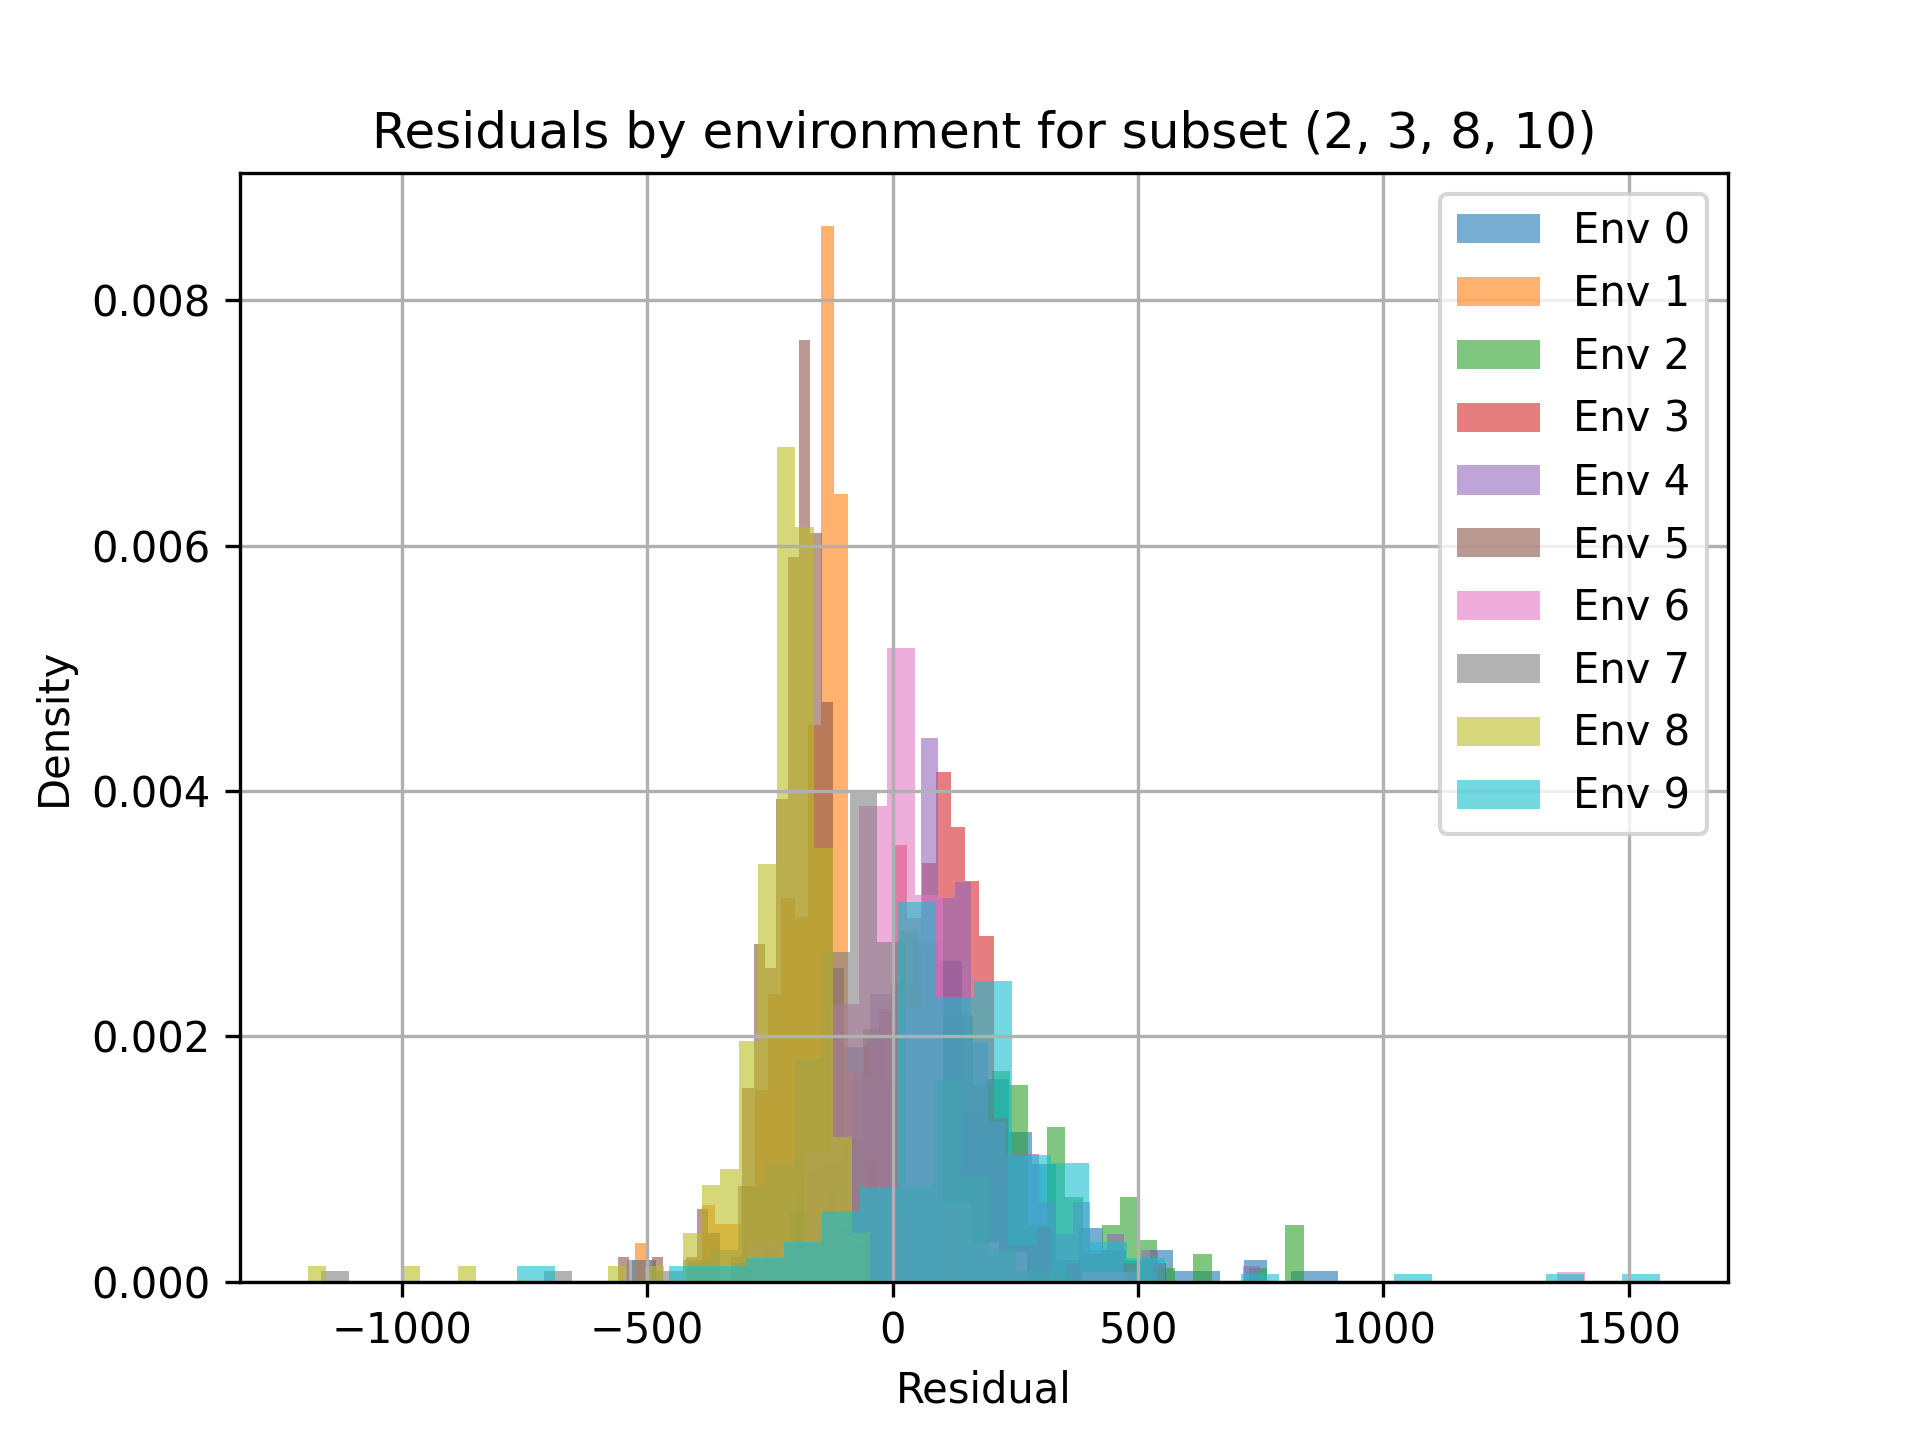 Residuals by environment for subset (2, 3, 8, 10)
Env 0
Env 1
Env 2
Env 3
Env 4
Env 5
Env 6
Env 7
Env 8
Env 9
0.008
0.006
0.004
0.002
0.000
Density
−1000
−500
0
500
1000
1500
Residual